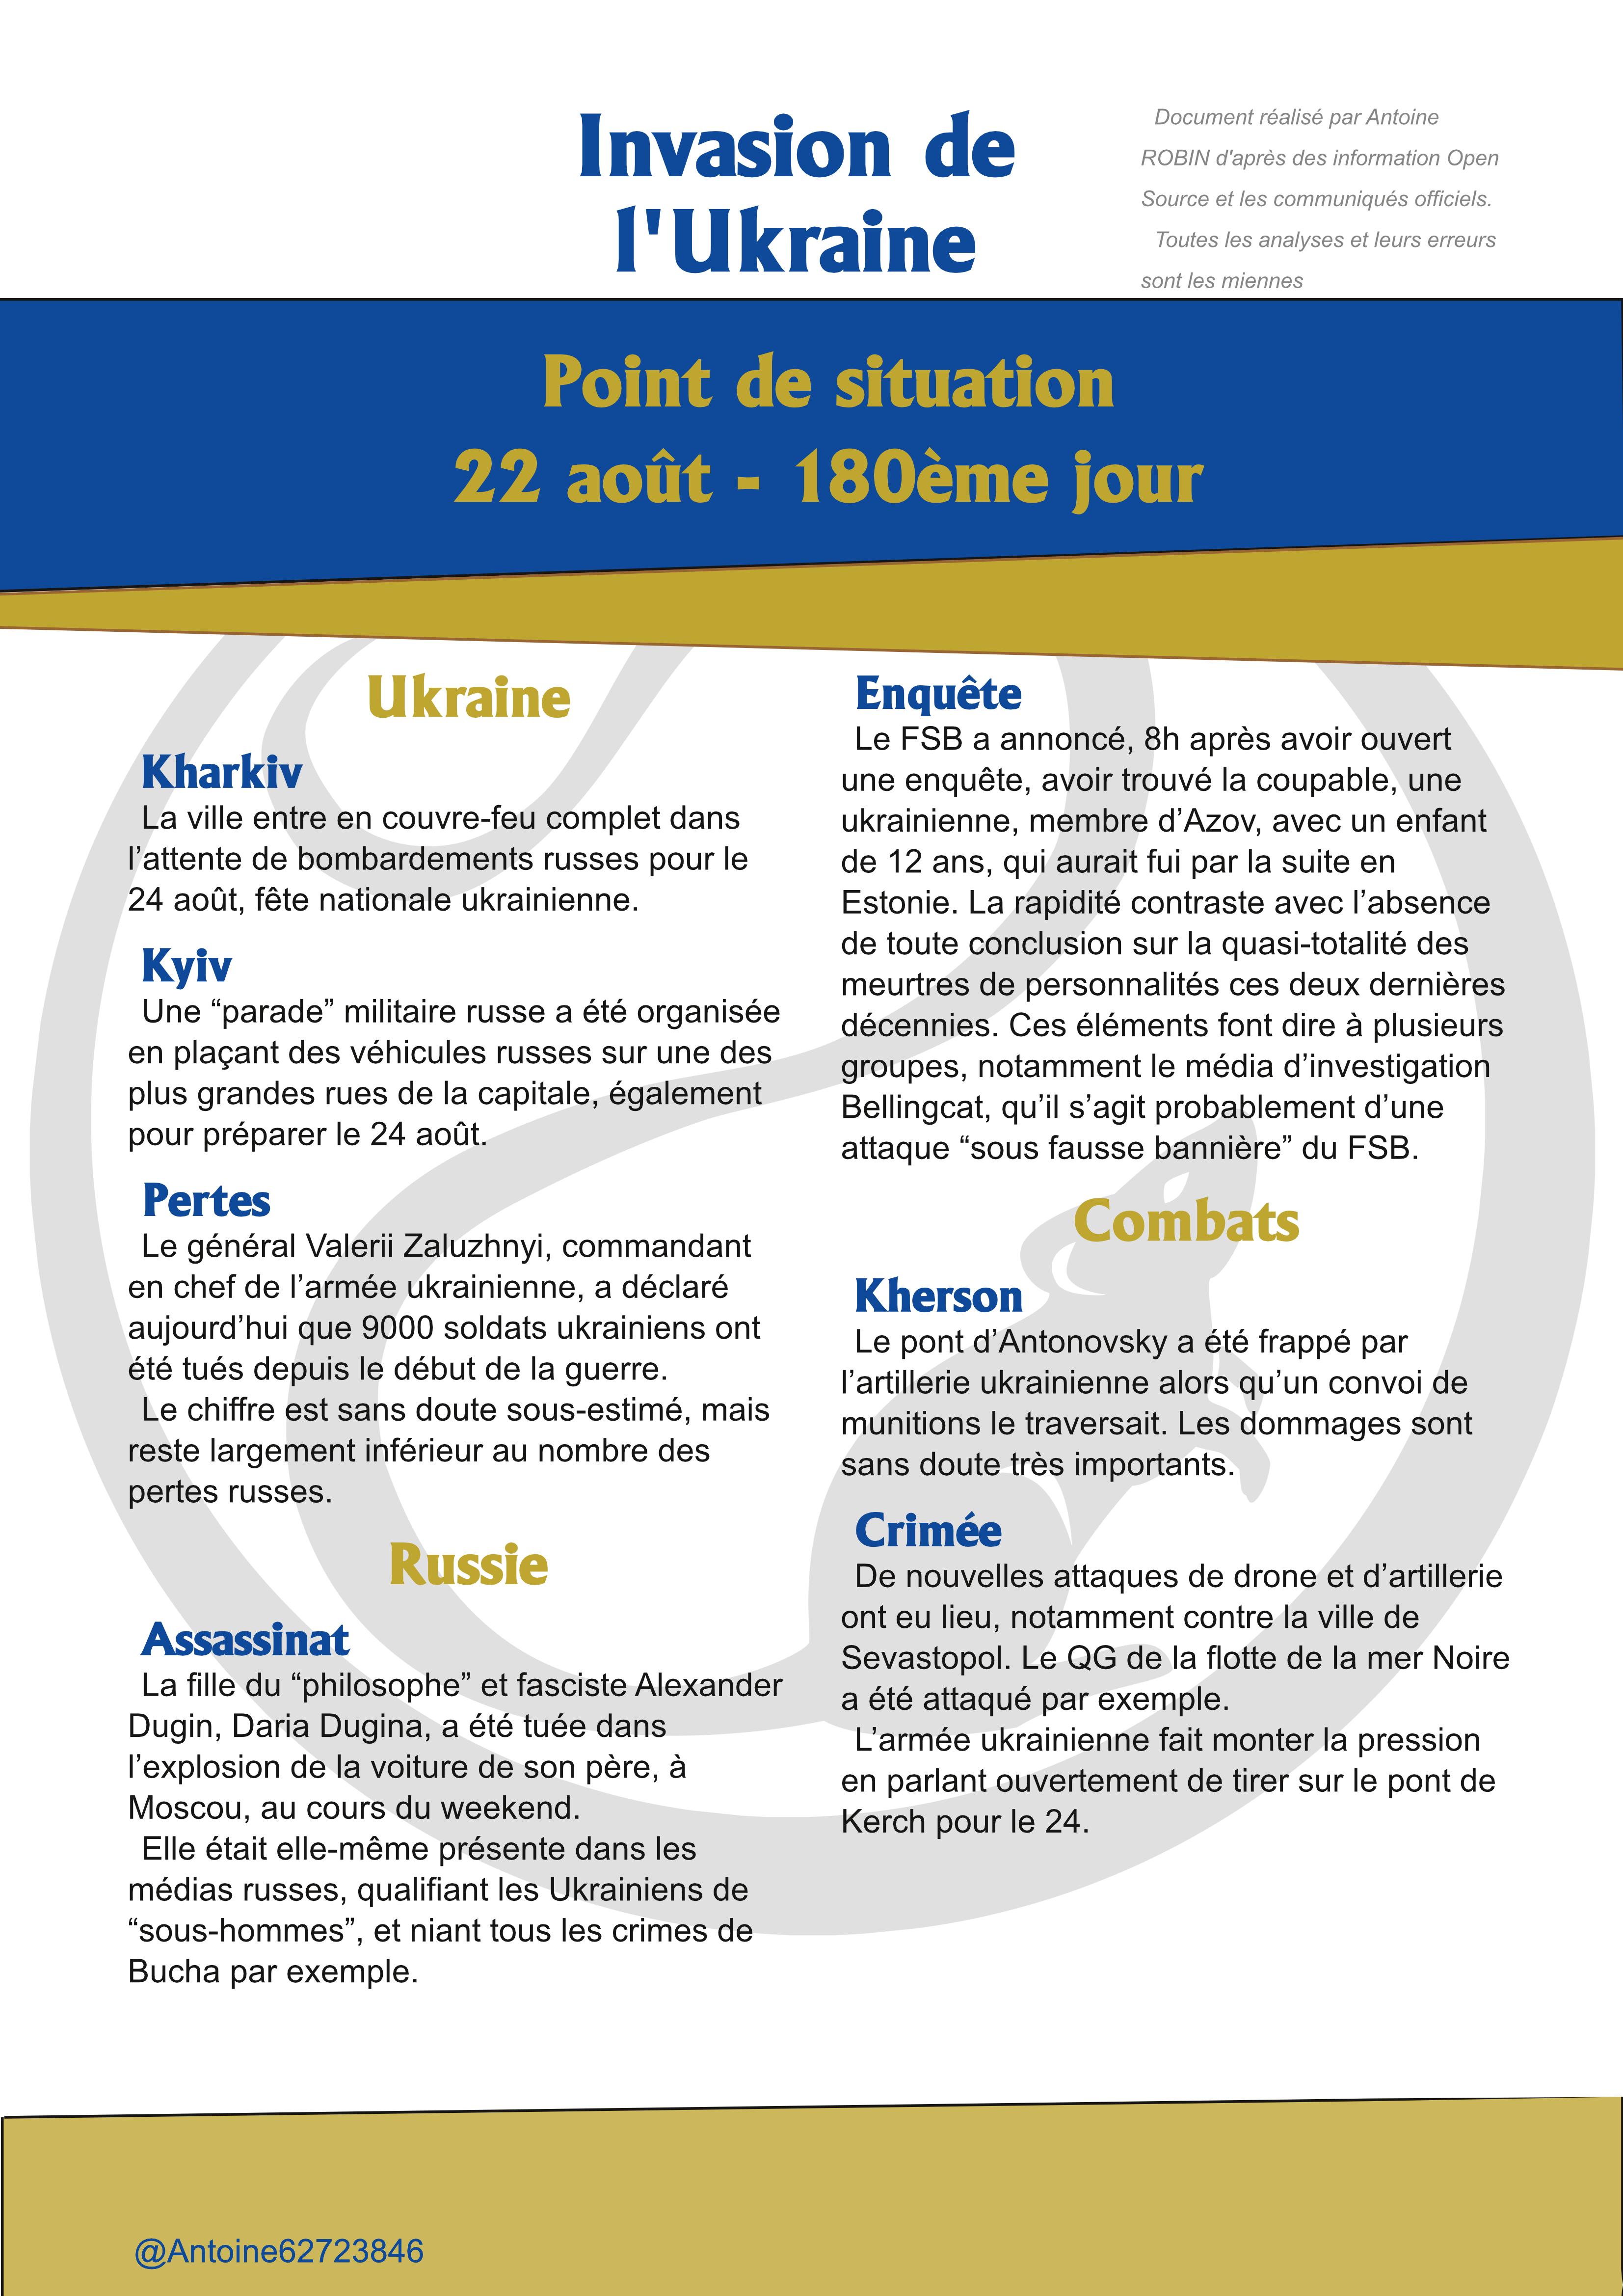 Invasion de
l'Ukraine
Document réalisé par Antoine
ROBIN d'après des information Open
Source et les communiqués officiels.
Toutes les analyses et leurs erreurs
sont les miennes
Point de situation
22 août - 180ème jour
Ukraine
Kharkiv
La ville entre en couvre-feu complet dans
l’attente de bombardements russes pour le
24 août, fête nationale ukrainienne.
Kyiv
Une “parade” militaire russe a été organisée
en plaçant des véhicules russes sur une des
plus grandes rues de la capitale, également
pour préparer le 24 août.
Pertes
Le général Valerii Zaluzhnyi, commandant
en chef de l’armée ukrainienne, a déclaré
aujourd’hui que 9000 soldats ukrainiens ont
été tués depuis le début de la guerre.
Le chiffre est sans doute sous-estimé, mais
reste largement inférieur au nombre des
pertes russes.
Russie
Assassinat
La fille du “philosophe” et fasciste Alexander
Dugin, Daria Dugina, a été tuée dans
l’explosion de la voiture de son père, à
Moscou, au cours du weekend.
Elle était elle-même présente dans les
médias russes, qualifiant les Ukrainiens de
“sous-hommes”, et niant tous les crimes de
Bucha par exemple.
Enquête
Le FSB a annoncé, 8h après avoir ouvert
une enquête, avoir trouvé la coupable, une
ukrainienne, membre d’Azov, avec un enfant
de 12 ans, qui aurait fui par la suite en
Estonie. La rapidité contraste avec l’absence
de toute conclusion sur la quasi-totalité des
meurtres de personnalités ces deux dernières
décennies. Ces éléments font dire à plusieurs
groupes, notamment le média d’investigation
Bellingcat, qu’il s’agit probablement d’une
attaque “sous fausse bannière” du FSB.
Combats
Kherson
Le pont d’Antonovsky a été frappé par
l’artillerie ukrainienne alors qu’un convoi de
munitions le traversait. Les dommages sont
sans doute très importants.
Crimée
De nouvelles attaques de drone et d’artillerie
ont eu lieu, notamment contre la ville de
Sevastopol. Le QG de la flotte de la mer Noire
a été attaqué par exemple.
L’armée ukrainienne fait monter la pression
en parlant ouvertement de tirer sur le pont de
Kerch pour le 24.
@Antoine62723846